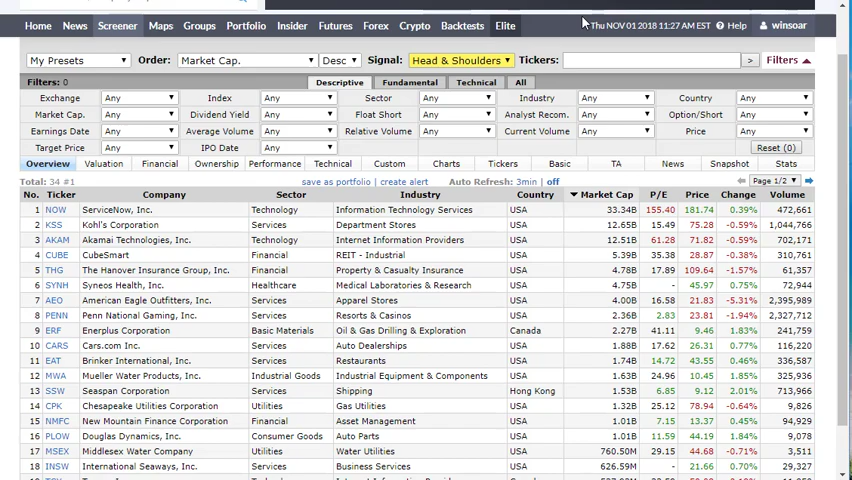 Home News Screener Maps Groups Portfolio Insider Futures Forex Crypto Backtests Elite Thu NOV 01 2018 11:27 AM EST Help winsoar
My Presets Order: Market Cap. Desc Signal: Head & Shoulders Tickers: > Filters
Filters: 0 Descriptive Fundamental Technical All
Exchange Any Index Any Sector Any Industry Any Country Any
Market Cap. Any Dividend Yield Any Float Short Any Analyst Recom. Any Option/Short Any
Earnings Date Any Average Volume Any Relative Volume Any Current Volume Any Price Any
Target Price Any IPO Date Any Reset (0)
Overview Valuation Financial Ownership Performance Technical Custom Charts Tickers Basic TA News Snapshot Stats
Total: 34 #1 save as portfolio | create alert Auto Refresh: 3min | off Page 1/2
No. Ticker Company Sector Industry Country Market Cap P/E Price Change Volume
1 NOW ServiceNow, Inc. Technology Information Technology Services USA 33.34B 155.40 181.74 0.39% 472,661
2 KSS Kohl's Corporation Services Department Stores USA 12.65B 15.49 75.28 -0.59% 1,044,766
3 AKAM Akamai Technologies, Inc. Technology Internet Information Providers USA 12.51B 61.28 71.82 -0.59% 702,171
4 CUBE CubeSmart Financial REIT - Industrial USA 5.39B 35.38 28.87 -0.38% 310,761
5 THG The Hanover Insurance Group, Inc. Financial Property & Casualty Insurance USA 4.78B 17.89 109.64 -1.57% 61,357
6 SYNH Syneos Health, Inc. Healthcare Medical Laboratories & Research USA 4.75B - 45.97 0.75% 72,944
7 AEO American Eagle Outfitters, Inc. Services Apparel Stores USA 4.00B 16.58 21.83 -5.31% 2,395,989
8 PENN Penn National Gaming, Inc. Services Resorts & Casinos USA 2.36B 2.83 23.81 -1.94% 2,327,712
9 ERF Enerplus Corporation Basic Materials Oil & Gas Drilling & Exploration Canada 2.27B 41.11 9.46 1.83% 241,759
10 CARS Cars.com Inc. Services Auto Dealerships USA 1.88B 17.62 26.31 0.77% 116,220
11 EAT Brinker International, Inc. Services Restaurants USA 1.74B 14.72 43.55 0.46% 336,587
12 MWA Mueller Water Products, Inc. Industrial Goods Industrial Equipment & Components USA 1.63B 24.96 10.45 1.85% 325,936
13 SSW Seaspan Corporation Services Shipping Hong Kong 1.53B 6.85 9.12 2.01% 713,966
14 CPK Chesapeake Utilities Corporation Utilities Gas Utilities USA 1.32B 25.12 78.94 -0.64% 9,826
15 NMFC New Mountain Finance Corporation Financial Asset Management USA 1.01B 7.15 13.37 0.45% 94,929
16 PLOW Douglas Dynamics, Inc. Consumer Goods Auto Parts USA 1.01B 11.59 44.19 1.84% 9,078
17 MSEX Middlesex Water Company Utilities Water Utilities USA 760.50M 29.15 44.68 -0.71% 3,511
18 INSW International Seaways, Inc. Services Business Services USA 626.59M - 21.66 0.70% 29,327